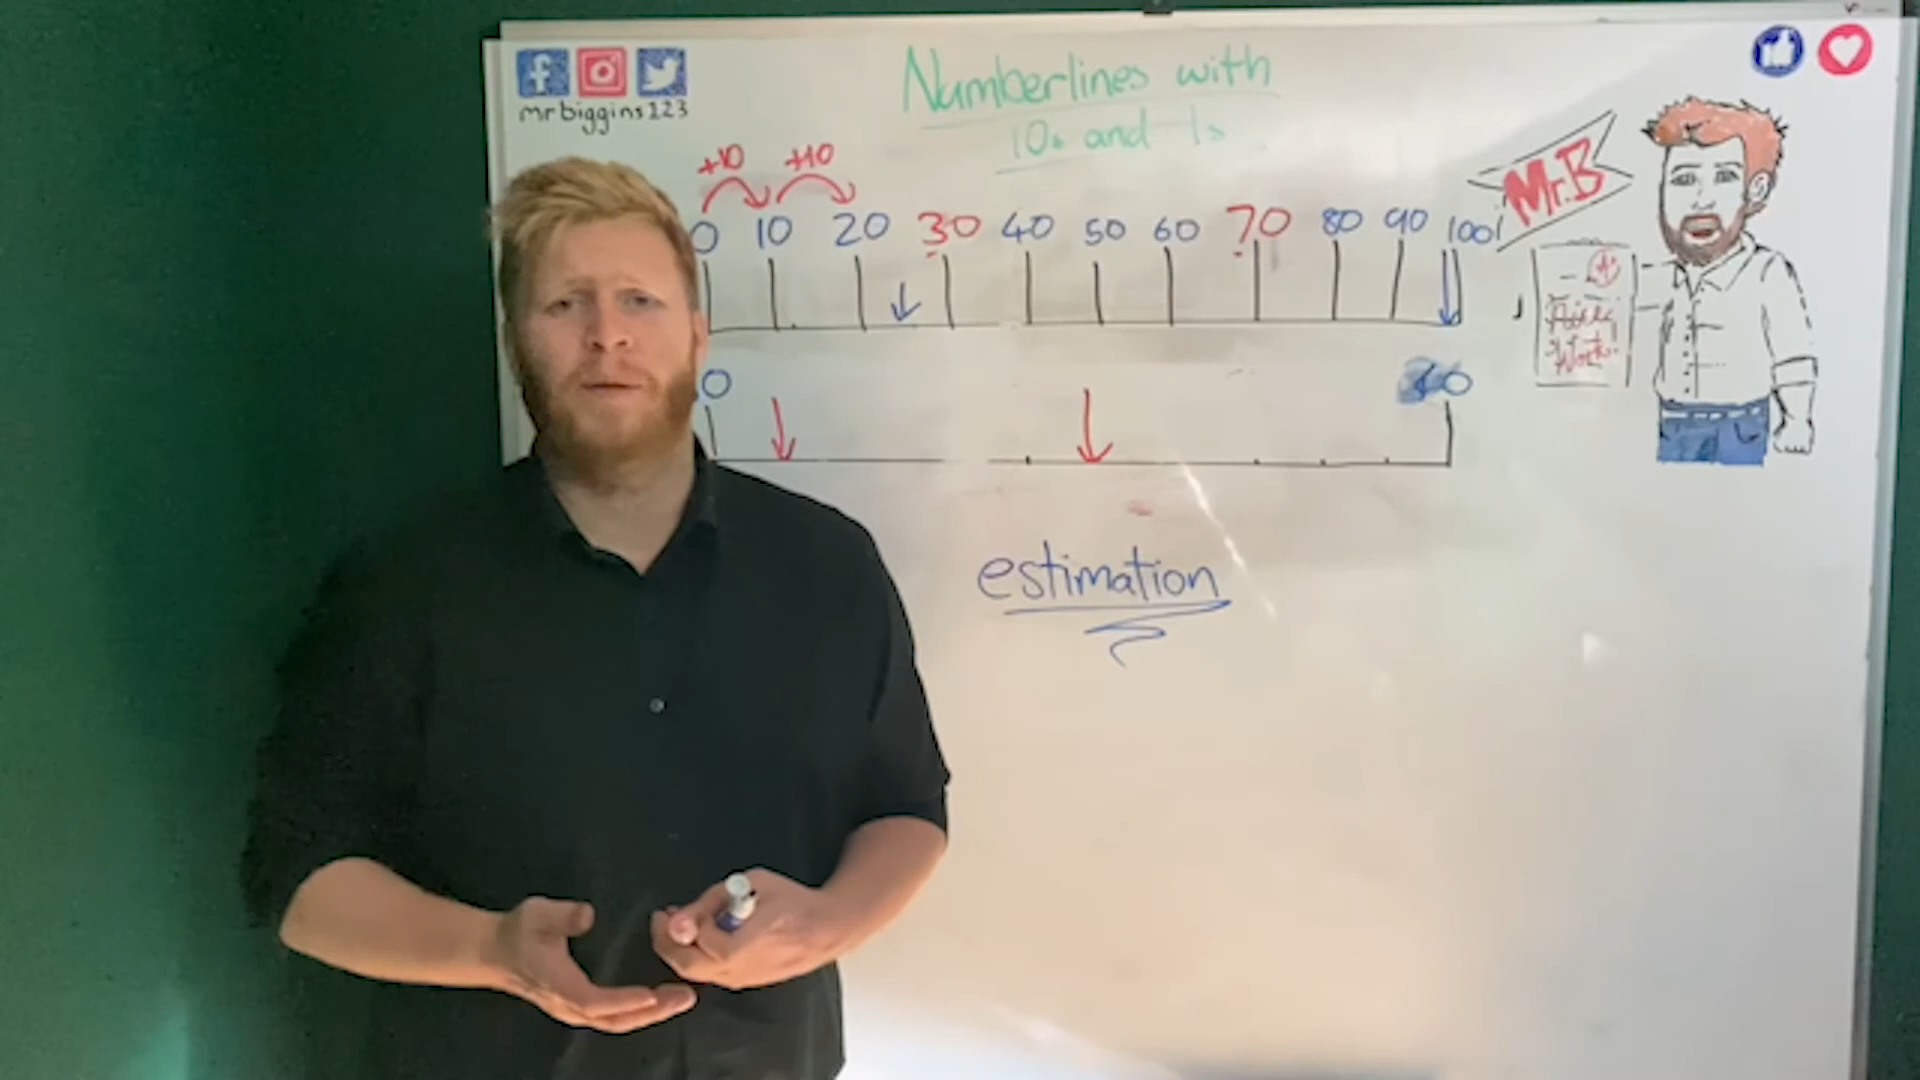 mrbiggins123
Numberlines with
10s and 1s
+10 +10
0 10 20 30 40 50 60 70 80 90 100
Mr.B
A+
Work!
0
estimation